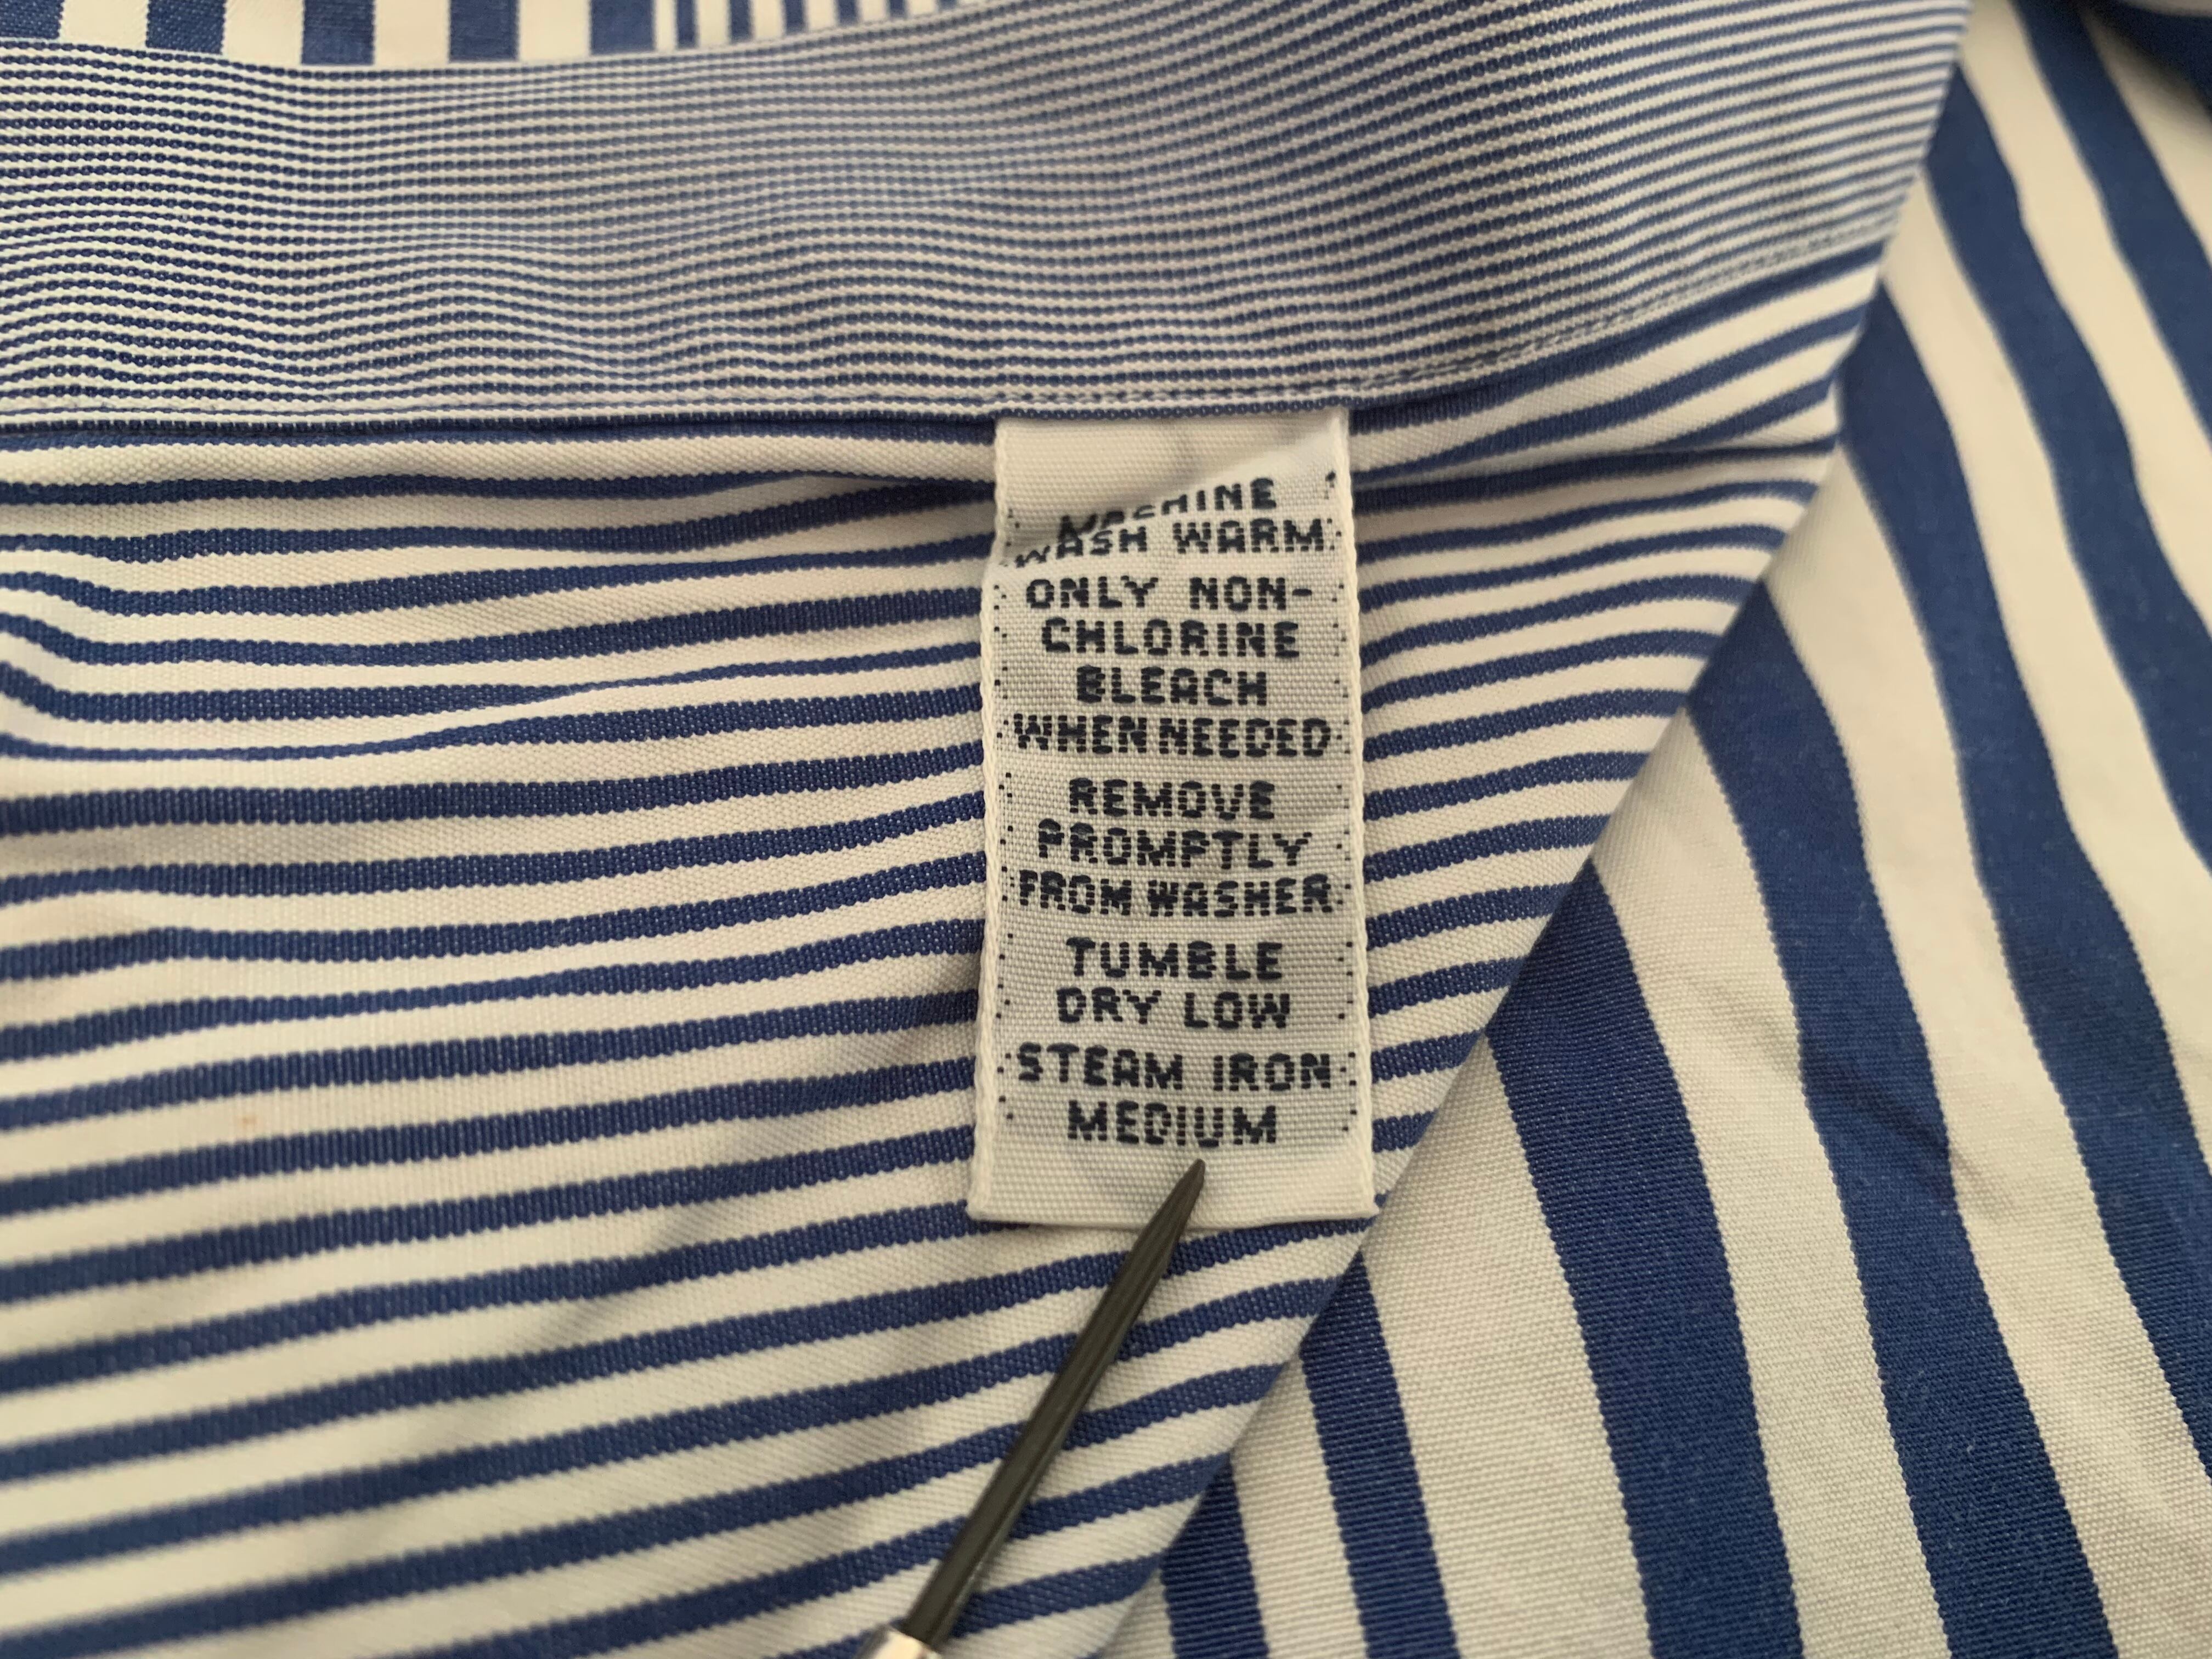 MACHINE
WASH WARM
ONLY NON-
CHLORINE
BLEACH
WHEN NEEDED
REMOVE
PROMPTLY
FROM WASHER
TUMBLE
DRY LOW
STEAM IRON
MEDIUM